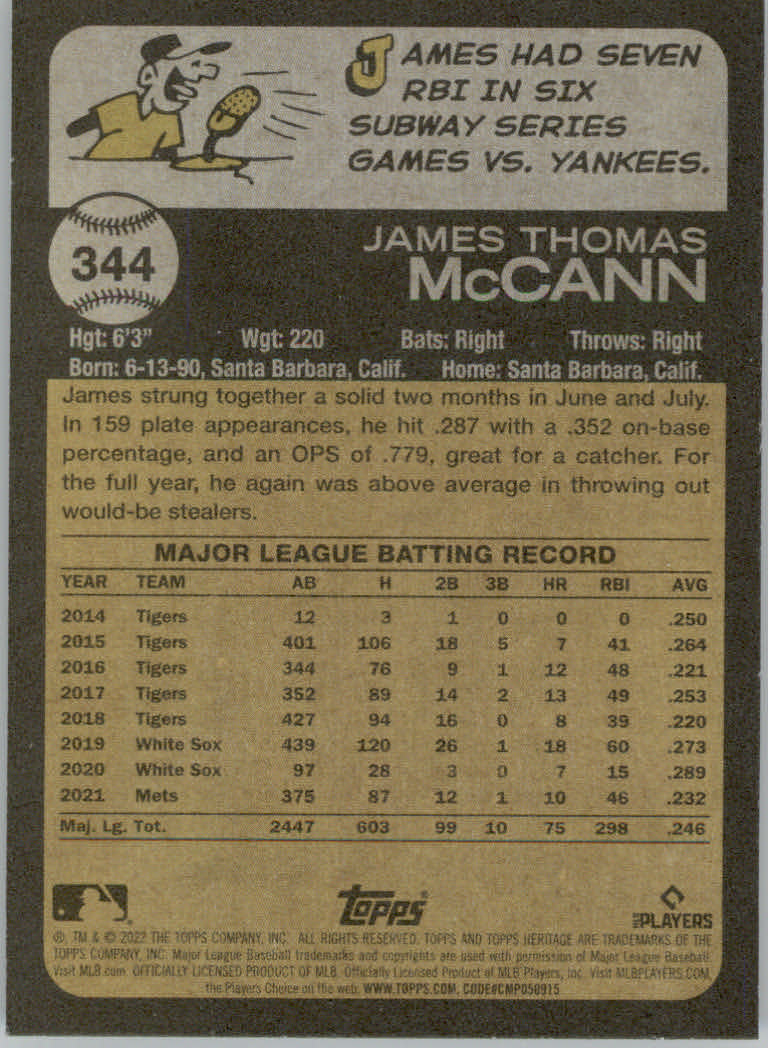 JAMES HAD SEVEN
RBI IN SIX
SUBWAY SERIES
GAMES VS. YANKEES.
344
JAMES THOMAS
McCANN
Hgt: 6'3" Wgt: 220 Bats: Right Throws: Right
Born: 6-13-90, Santa Barbara, Calif. Home: Santa Barbara, Calif.
James strung together a solid two months in June and July.
In 159 plate appearances, he hit .287 with a .352 on-base
percentage, and an OPS of .779, great for a catcher. For
the full year, he again was above average in throwing out
would-be stealers.
MAJOR LEAGUE BATTING RECORD
YEAR TEAM AB H 2B 3B HR RBI AVG
2014 Tigers 12 3 1 0 0 0 .250
2015 Tigers 401 106 18 5 7 41 .264
2016 Tigers 344 76 9 1 12 48 .221
2017 Tigers 352 89 14 2 13 49 .253
2018 Tigers 427 94 16 0 8 39 .220
2019 White Sox 439 120 26 1 18 60 .273
2020 White Sox 97 28 3 0 7 15 .289
2021 Mets 375 87 12 1 10 46 .232
Maj. Lg. Tot. 2447 603 99 10 75 298 .246
TOPPS®
MLB PLAYERS
®, TM & © 2022 THE TOPPS COMPANY, INC. ALL RIGHTS RESERVED. TOPPS AND TOPPS HERITAGE ARE TRADEMARKS OF THE
TOPPS COMPANY, INC. Major League Baseball trademarks and copyrights are used with permission of Major League Baseball.
Visit MLB.com. OFFICIALLY LICENSED PRODUCT OF MLB. Officially Licensed Product of MLB Players, Inc. Visit MLBPLAYERS.COM,
the Players Choice on the web. WWW.TOPPS.COM, CODE#CMP050915